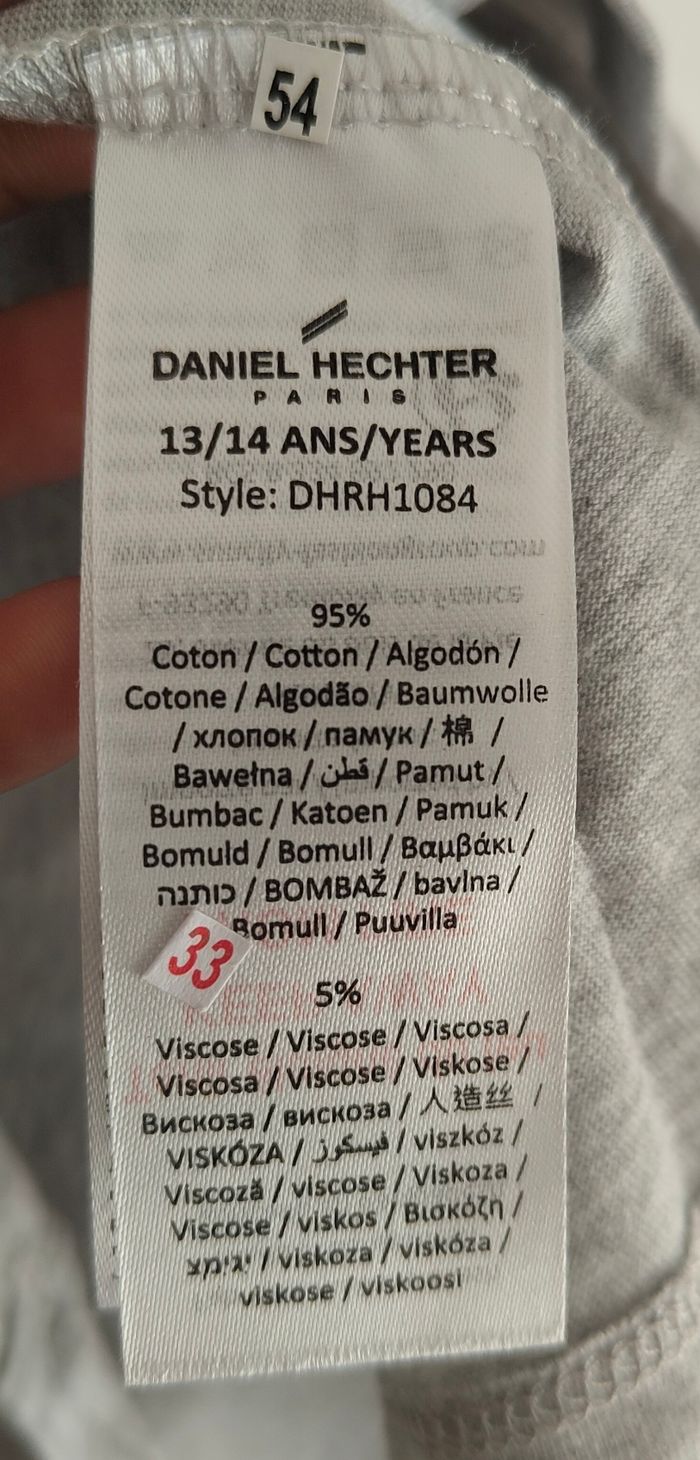 54
DANIEL HECHTER
PARIS
13/14 ANS/YEARS
Style: DHRH1084
95%
Coton / Cotton / Algodón /
Cotone / Algodão / Baumwolle
/ хлопок / памук / 棉 /
Bawełna / قطن / Pamut /
Bumbac / Katoen / Pamuk /
Bomuld / Bomull / Βαμβάκι /
כותנה / BOMBAŽ / bavlna /
Bomull / Puuvilla
33
5%
Viscose / Viscose / Viscosa /
Viscosa / Viscose / Viskose /
Вискоза / вискоза / 人造丝 /
VISKÓZA / فيسكوز / viszkóz /
Viscoză / viscose / Viskoza /
Viscose / viskos / Βισκόζη /
/ viskoza / viskóza /
viskose / viskoosi